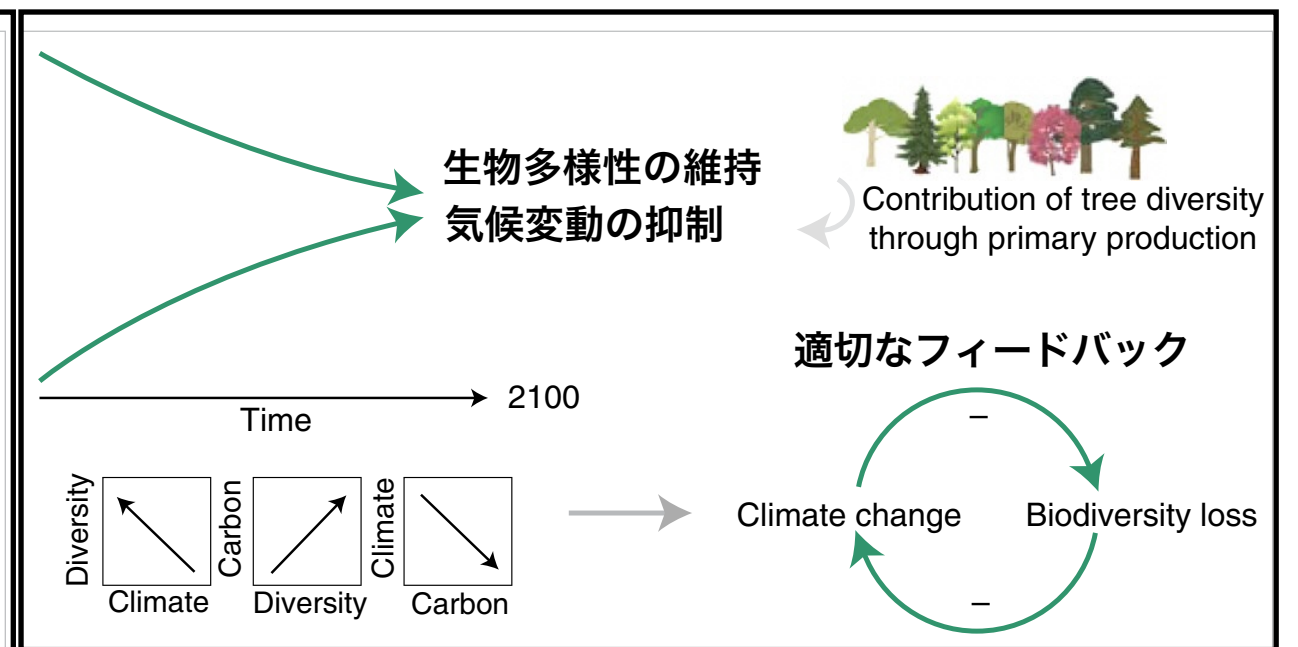 生物多様性の維持
気候変動の抑制
Contribution of tree diversity
through primary production
2100
Time
適切なフィードバック
Diversity
Climate
Carbon
Diversity
Climate
Carbon
–
Climate change
Biodiversity loss
–